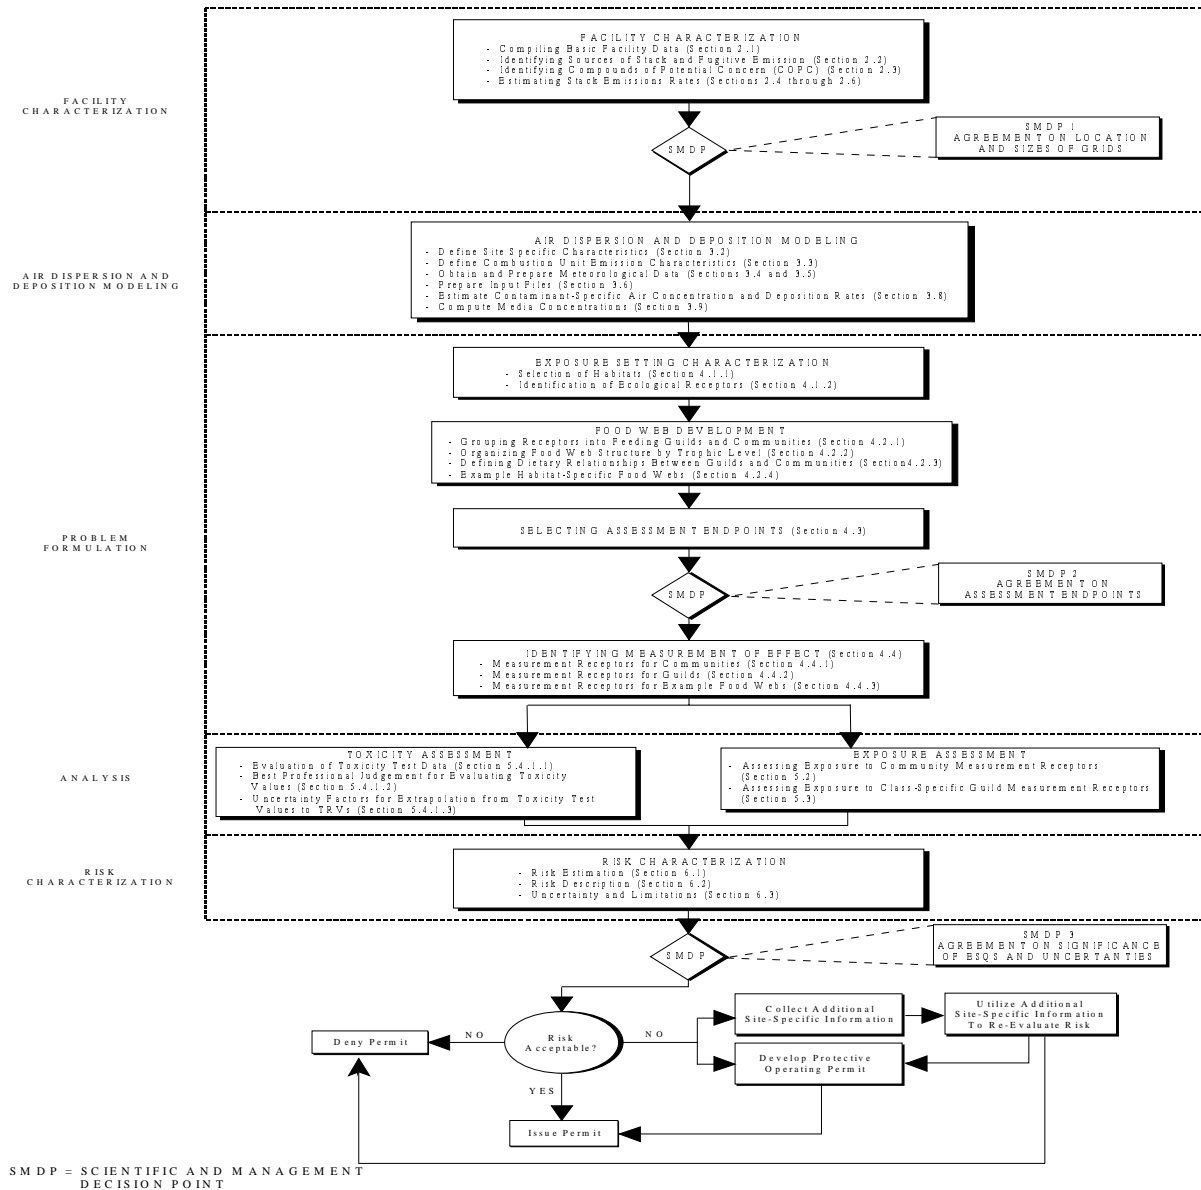 FACILITY CHARACTERIZATION
FACILITY CHARACTERIZATION
- Compiling Basic Facility Data (Section 2.1)
- Identifying Sources of Stack and Fugitive Emission (Section 2.2)
- Identifying Compounds of Potential Concern (COPC) (Section 2.3)
- Estimating Stack Emissions Rates (Sections 2.4 through 2.6)
SMDP
SMDP 1
AGREEMENT ON LOCATION
AND SIZES OF GRIDS
AIR DISPERSION AND
DEPOSITION MODELING
AIR DISPERSION AND DEPOSITION MODELING
- Define Site Specific Characteristics (Section 3.2)
- Define Combustion Unit Emission Characteristics (Section 3.3)
- Obtain and Prepare Meteorological Data (Sections 3.4 and 3.5)
- Prepare Input Files (Section 3.6)
- Estimate Contaminant-Specific Air Concentration and Deposition Rates (Section 3.8)
- Compute Media Concentrations (Section 3.9)
PROBLEM
FORMULATION
EXPOSURE SETTING CHARACTERIZATION
- Selection of Habitats (Section 4.1.1)
- Identification of Ecological Receptors (Section 4.1.2)
FOOD WEB DEVELOPMENT
- Grouping Receptors into Feeding Guilds and Communities (Section 4.2.1)
- Organizing Food Web Structure by Trophic Level (Section 4.2.2)
- Defining Dietary Relationships Between Guilds and Communities (Section4.2.3)
- Example Habitat-Specific Food Webs (Section 4.2.4)
SELECTING ASSESSMENT ENDPOINTS (Section 4.3)
SMDP
SMDP 2
AGREEMENT ON
ASSESSMENT ENDPOINTS
IDENTIFYING MEASUREMENT OF EFFECT (Section 4.4)
- Measurement Receptors for Communities (Section 4.4.1)
- Measurement Receptors for Guilds (Section 4.4.2)
- Measurement Receptors for Example Food Webs (Section 4.4.3)
ANALYSIS
TOXICITY ASSESSMENT
- Evaluation of Toxicity Test Data (Section 5.4.1.1)
- Best Professional Judgement for Evaluating Toxicity
Values (Section 5.4.1.2)
- Uncertainty Factors for Extrapolation from Toxicity Test
Values to TRVs (Section 5.4.1.3)
EXPOSURE ASSESSMENT
- Assessing Exposure to Community Measurement Receptors
(Section 5.2)
- Assessing Exposure to Class-Specific Guild Measurement Receptors
(Section 5.3)
RISK
CHARACTERIZATION
RISK CHARACTERIZATION
- Risk Estimation (Section 6.1)
- Risk Description (Section 6.2)
- Uncertainty and Limitations (Section 6.3)
SMDP
SMDP 3
AGREEMENT ON SIGNIFICANCE
OF ESQS AND UNCERTANTIES
Deny Permit
NO
Risk
Acceptable?
NO
Collect Additional
Site-Specific Information
Utilize Additional
Site-Specific Information
To Re-Evaluate Risk
Develop Protective
Operating Permit
YES
Issue Permit
SMDP = SCIENTIFIC AND MANAGEMENT
DECISION POINT